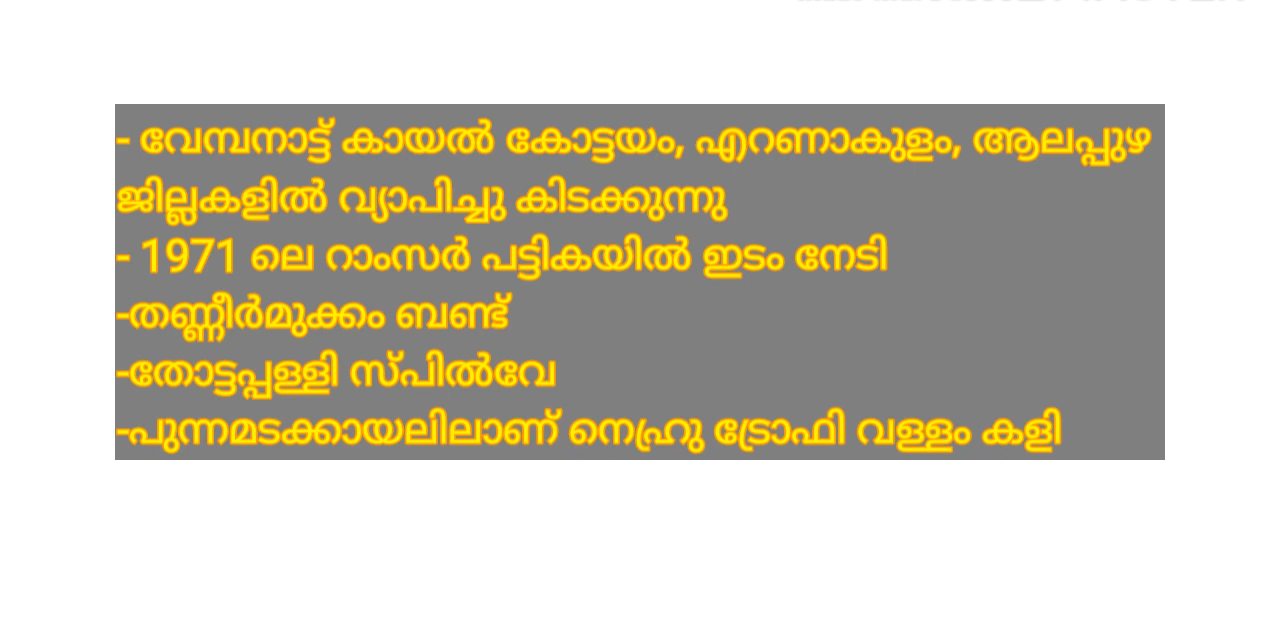 - വേമ്പനാട്ട് കായൽ കോട്ടയം, എറണാകുളം, ആലപ്പുഴ
ജില്ലകളിൽ വ്യാപിച്ചു കിടക്കുന്നു
- 1971 ലെ റാംസർ പട്ടികയിൽ ഇടം നേടി
-തണ്ണീർമുക്കം ബണ്ട്
-തോട്ടപ്പള്ളി സ്പിൽവേ
-പുന്നമടക്കായലിലാണ് നെഹ്രു ട്രോഫി വള്ളം കളി